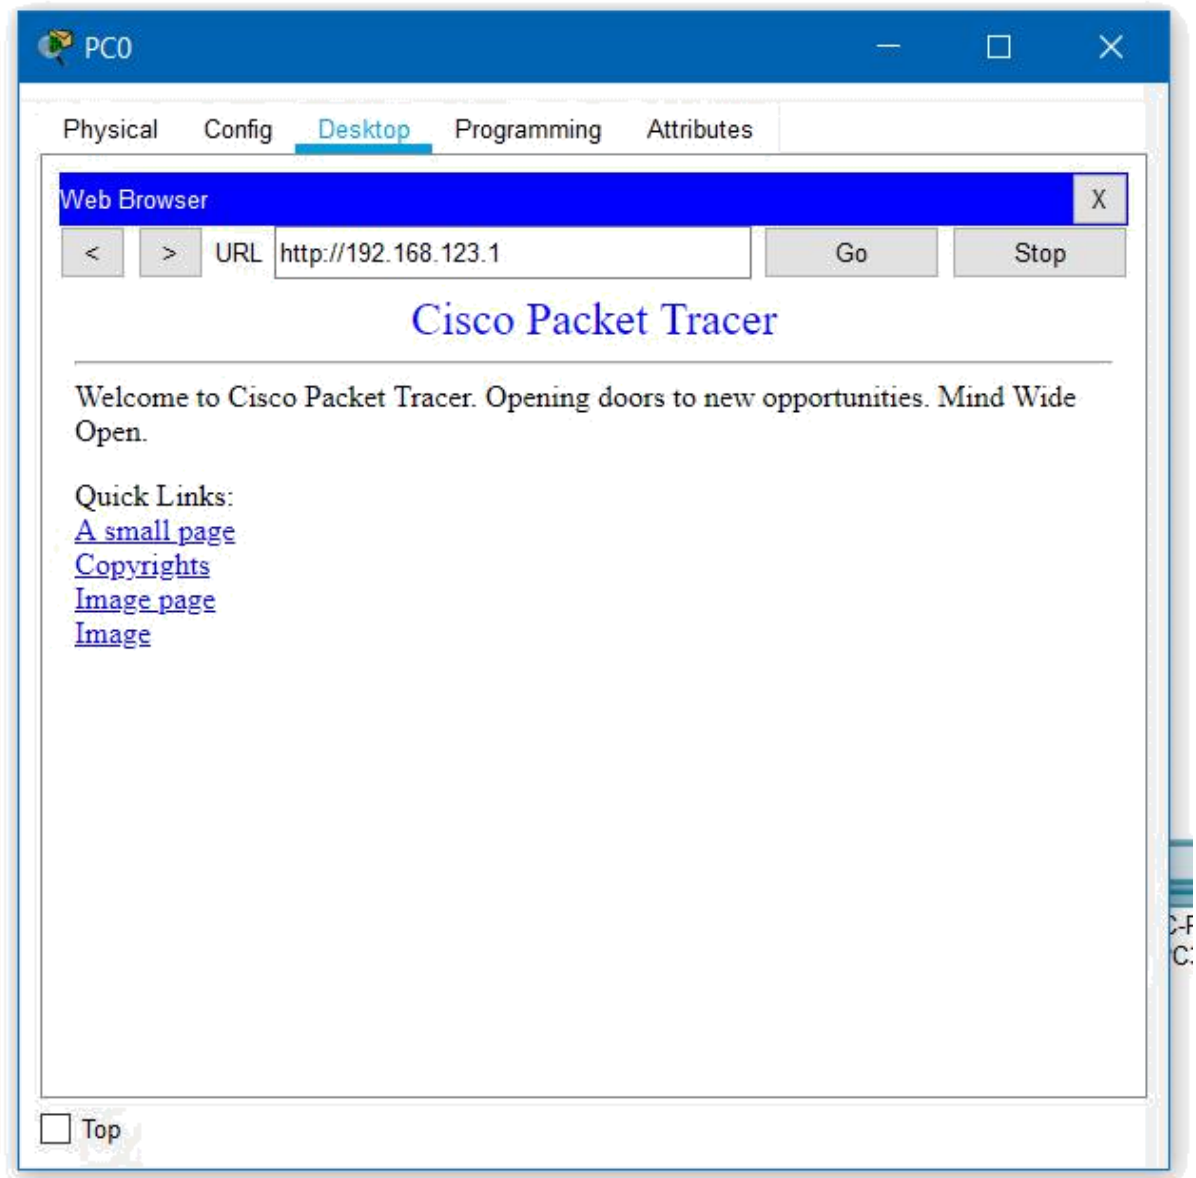 PC0
Physical Config Desktop Programming Attributes
Web Browser X
< > URL http://192.168.123.1 Go Stop
Cisco Packet Tracer
Welcome to Cisco Packet Tracer. Opening doors to new opportunities. Mind Wide
Open.
Quick Links:
A small page
Copyrights
Image page
Image
Top